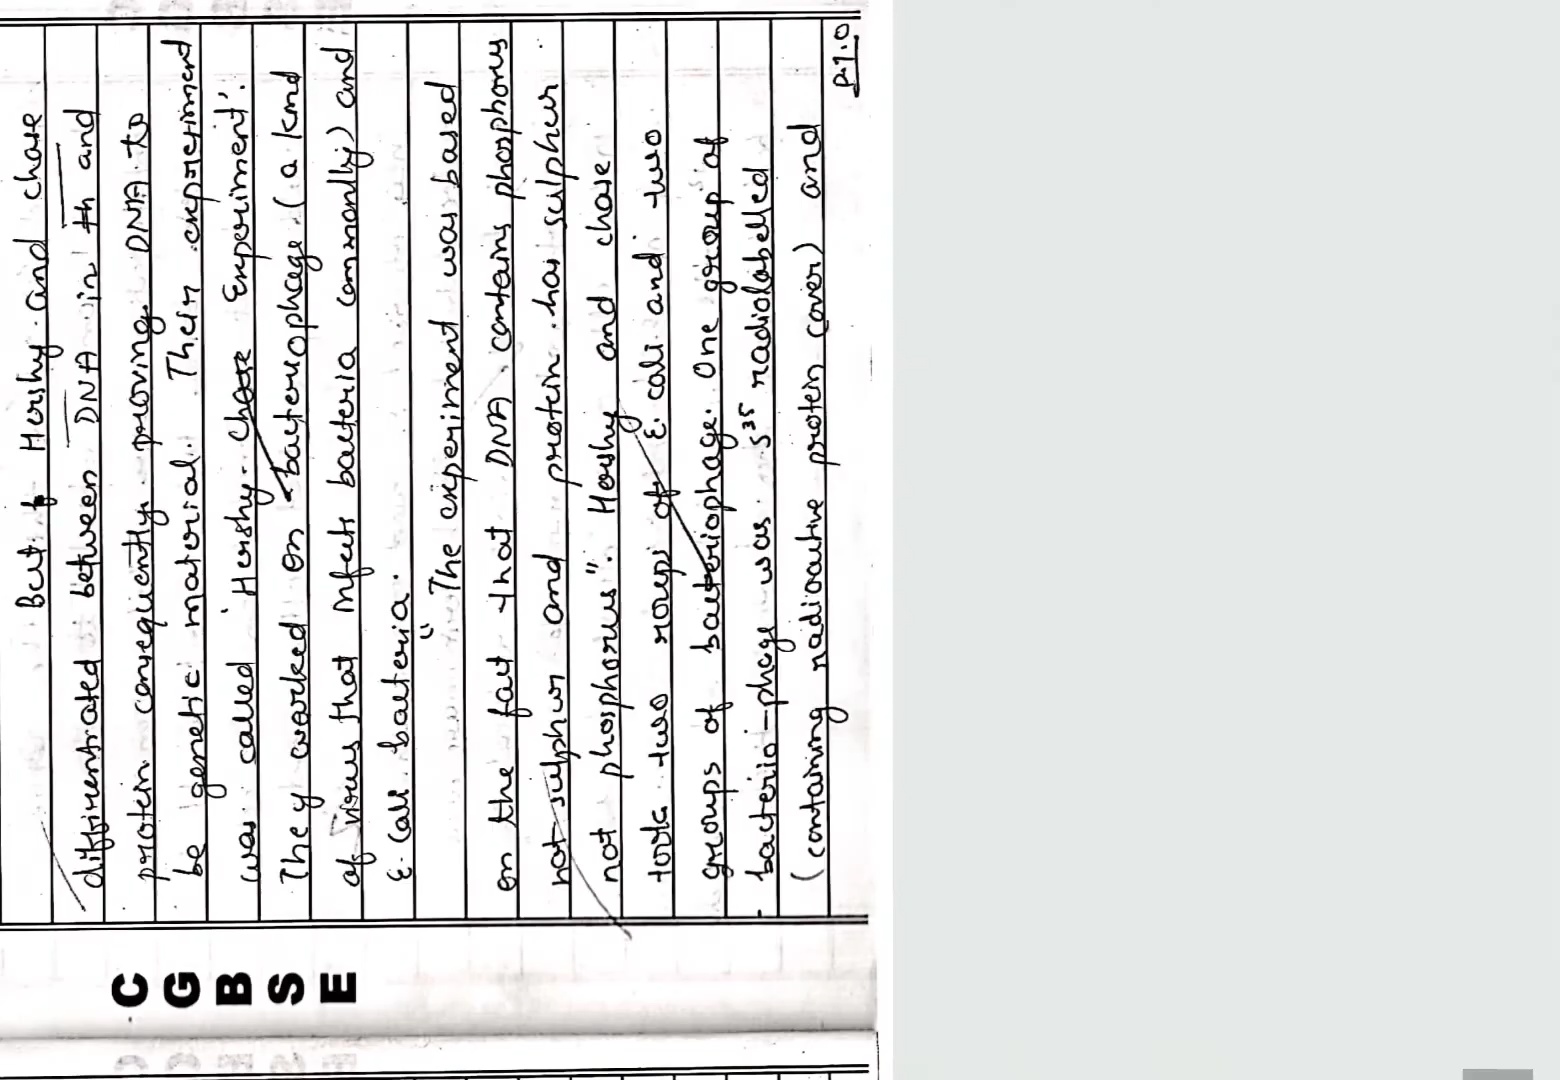 But Hershy and chase
diffrimentrated between DNA in th and
protein consequently proving DNA to
be genetic material. Their experiment
was called 'Hershy-Chase Experiment'.
They worked on bacteriophage (a kind
of virus that infects bacteria commonly) and
E. Coli bacteria.
"The experiment was based
on the fact that DNA contains phosphorus
not sulphur and protein has sulphur
not phosphorus". Hershy and chase
took two roups of E. coli and two
groups of bacteriophage. One group of
bacterio-phage was S³⁵ radiolabelled
(containing radioactive protein cover) and
P.T.O
CGBSE